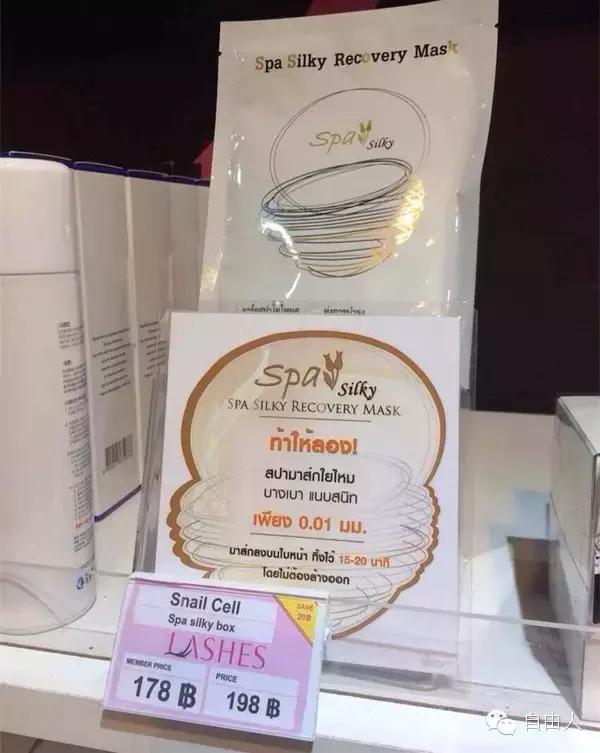 Spa Silky Recovery Mask
Spa Silky
Spa Silky
SPA SILKY RECOVERY MASK
ท้าให้ลอง!
สปามาส์กใยไหม
บางเบา แนบสนิท
เพียง 0.01 มม.
มาส์กลงบนใบหน้า ทิ้งไว้ 15-20 นาที
โดยไม่ต้องล้างออก
Snail Cell
SAVE
20฿
Spa silky box
LASHES
MEMBER PRICE
PRICE
178 ฿
198 ฿
自由人